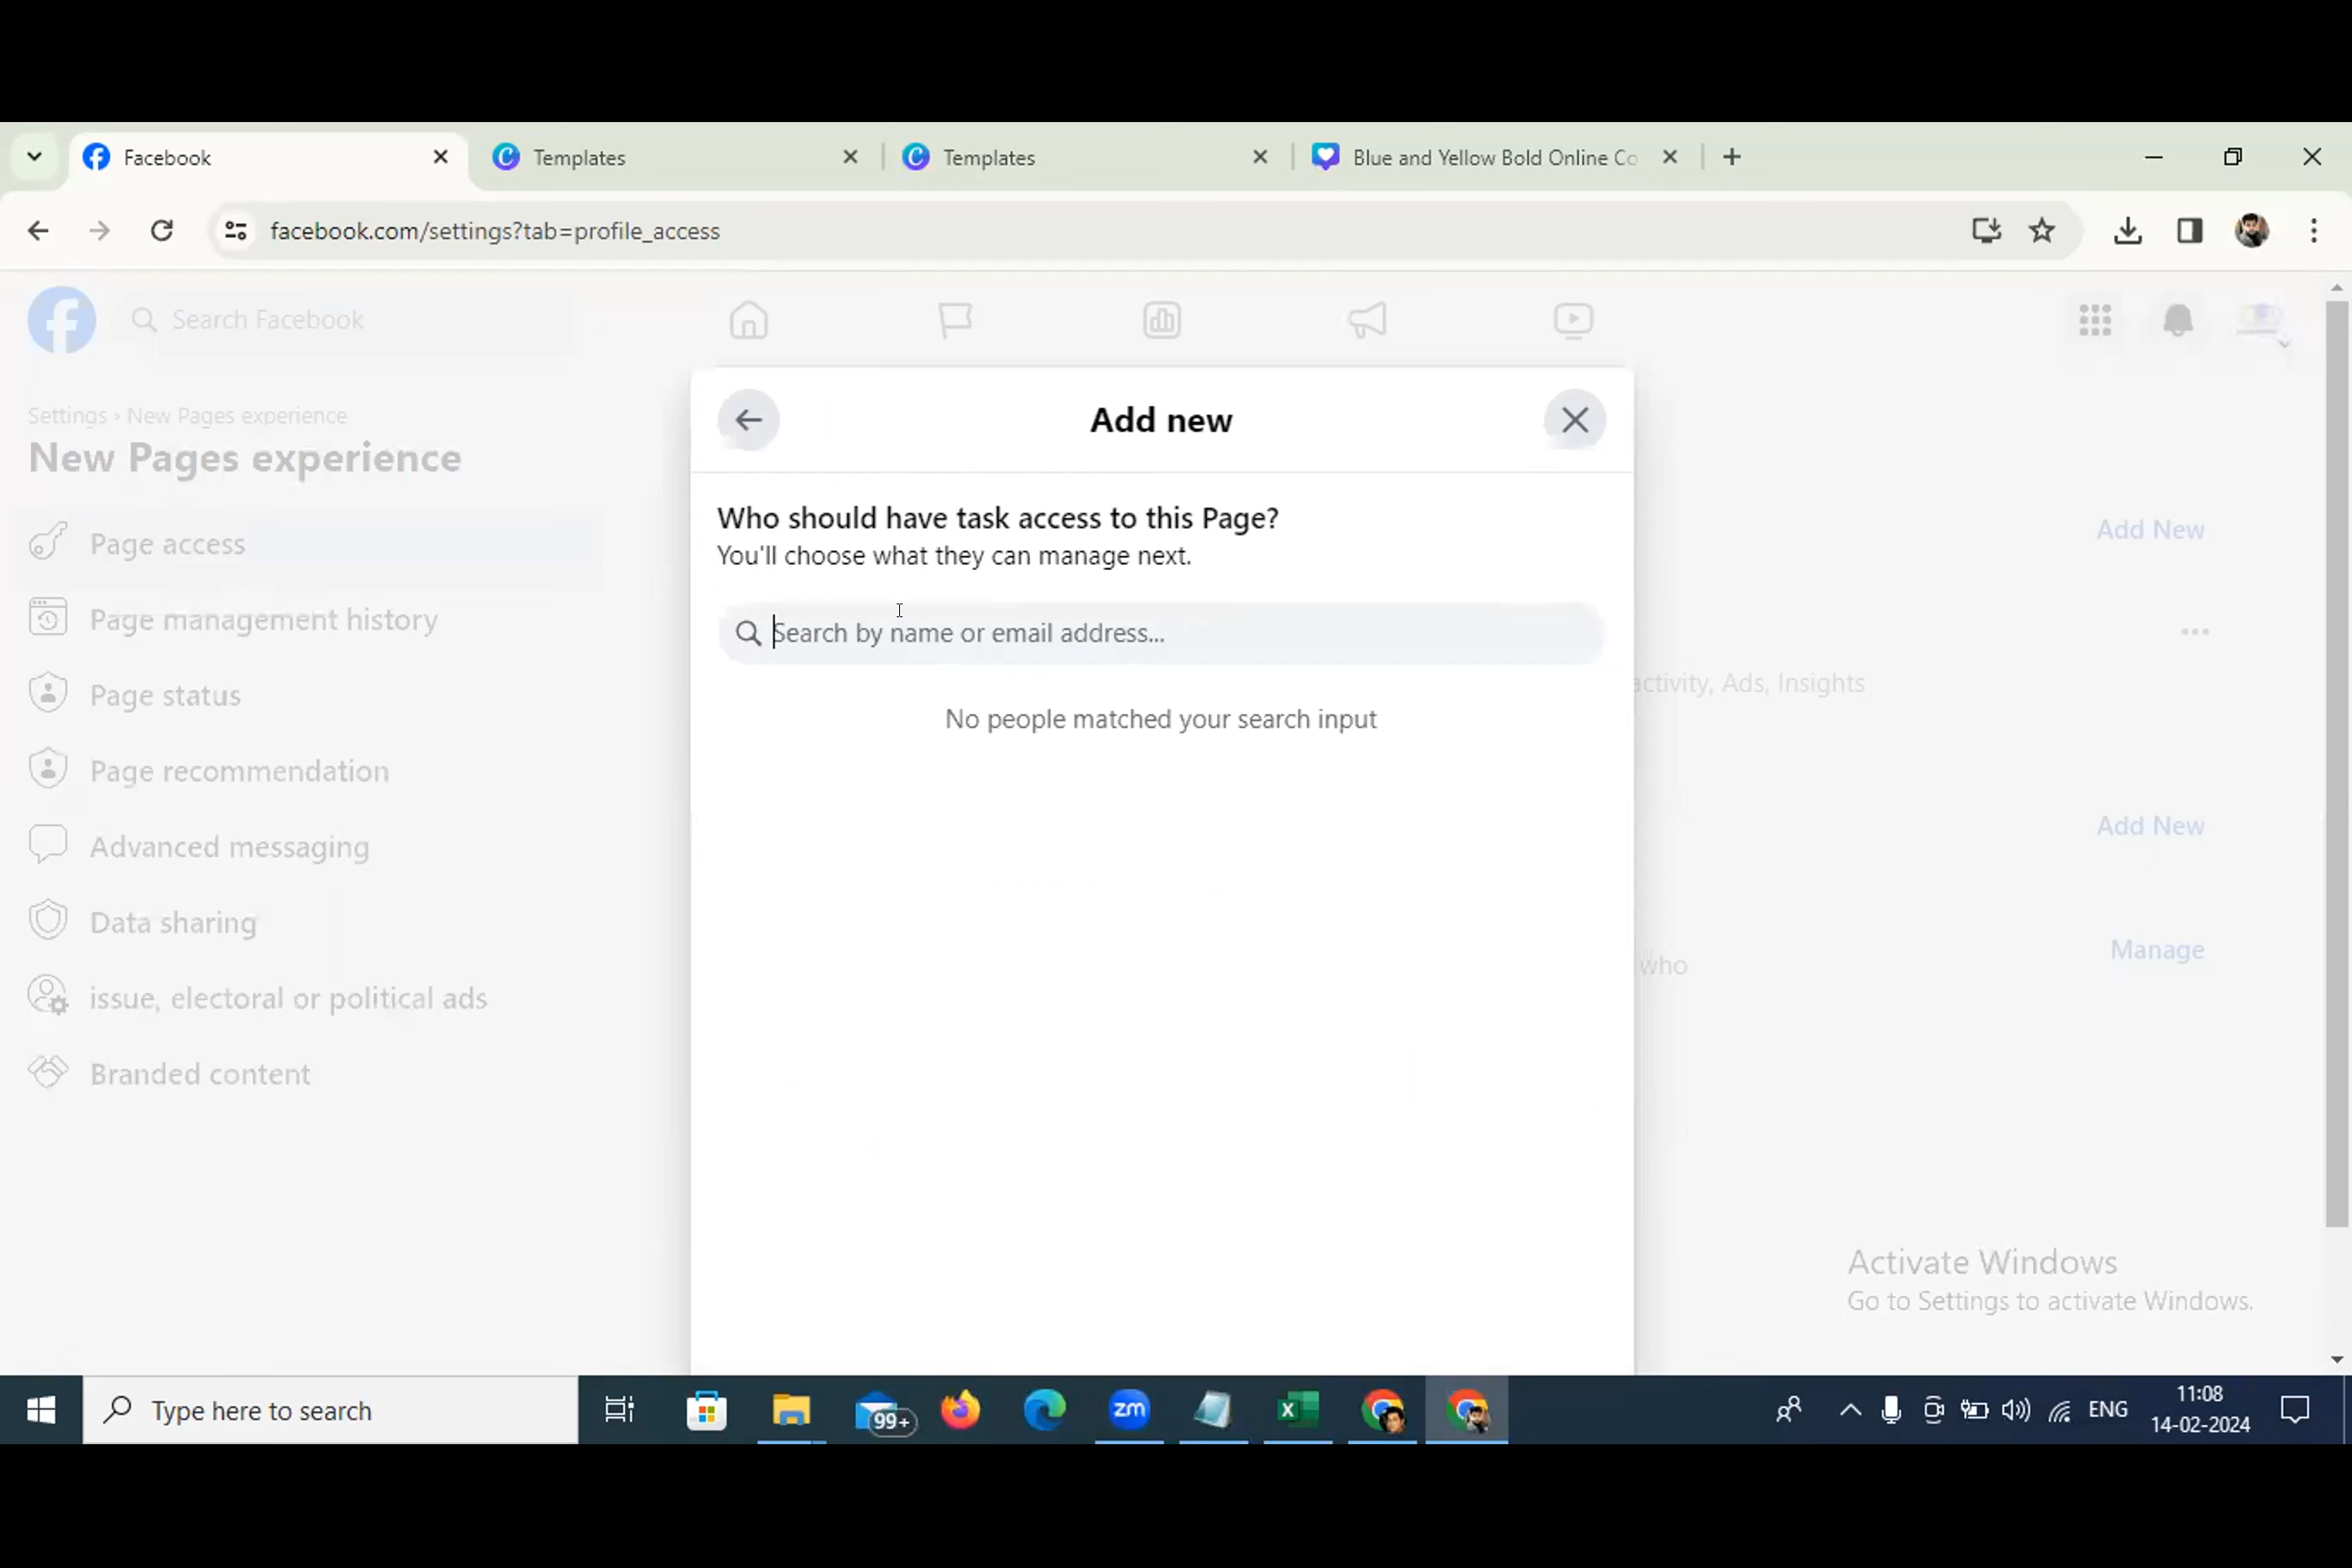 Facebook
Templates
Templates
Blue and Yellow Bold Online Co
facebook.com/settings?tab=profile_access
Search Facebook
Settings › New Pages experience
New Pages experience
Page access
Page management history
Page status
Page recommendation
Advanced messaging
Data sharing
issue, electoral or political ads
Branded content
Add new
Who should have task access to this Page?
You'll choose what they can manage next.
Search by name or email address...
No people matched your search input
Add New
activity, Ads, Insights
Add New
Manage
who
Activate Windows
Go to Settings to activate Windows.
Type here to search
99+
zm
ENG
11:08
14-02-2024